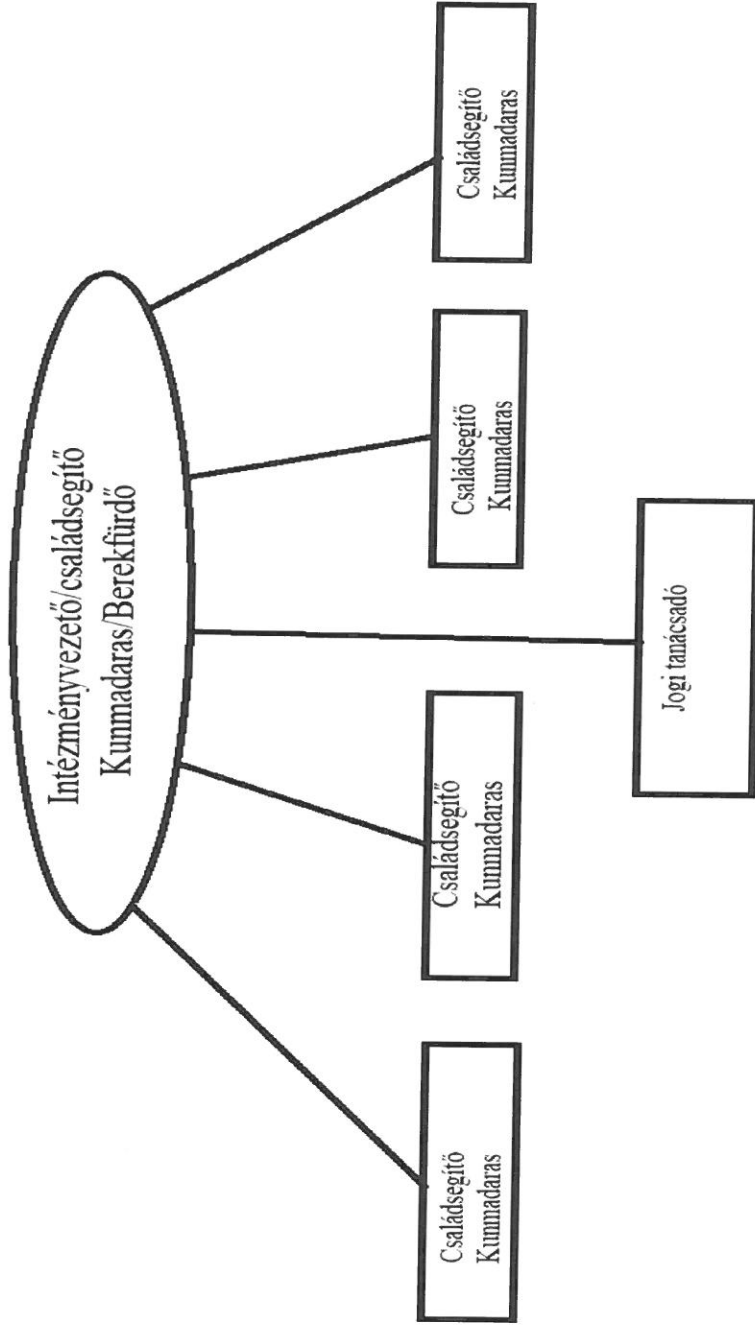 Intézményvezető/családsegítő
Kunmadaras/Berekfürdő
Családsegítő
Kunmadaras
Családsegítő
Kunmadaras
Családsegítő
Kunmadaras
Családsegítő
Kunmadaras
Jogi tanácsadó